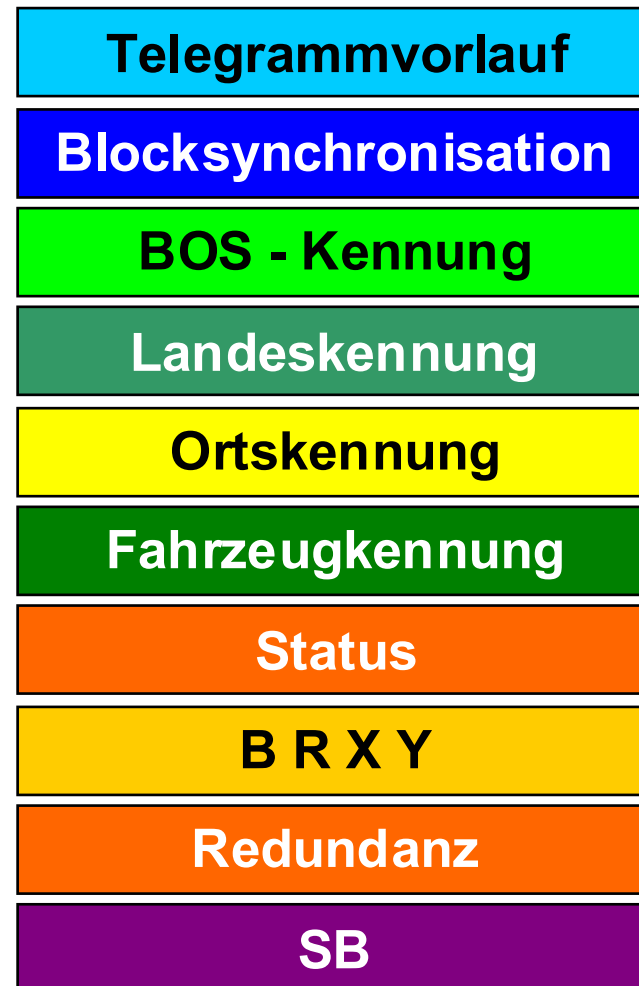 Telegrammvorlauf
Blocksynchronisation
BOS - Kennung
Landeskennung
Ortskennung
Fahrzeugkennung
Status
B R X Y
Redundanz
SB